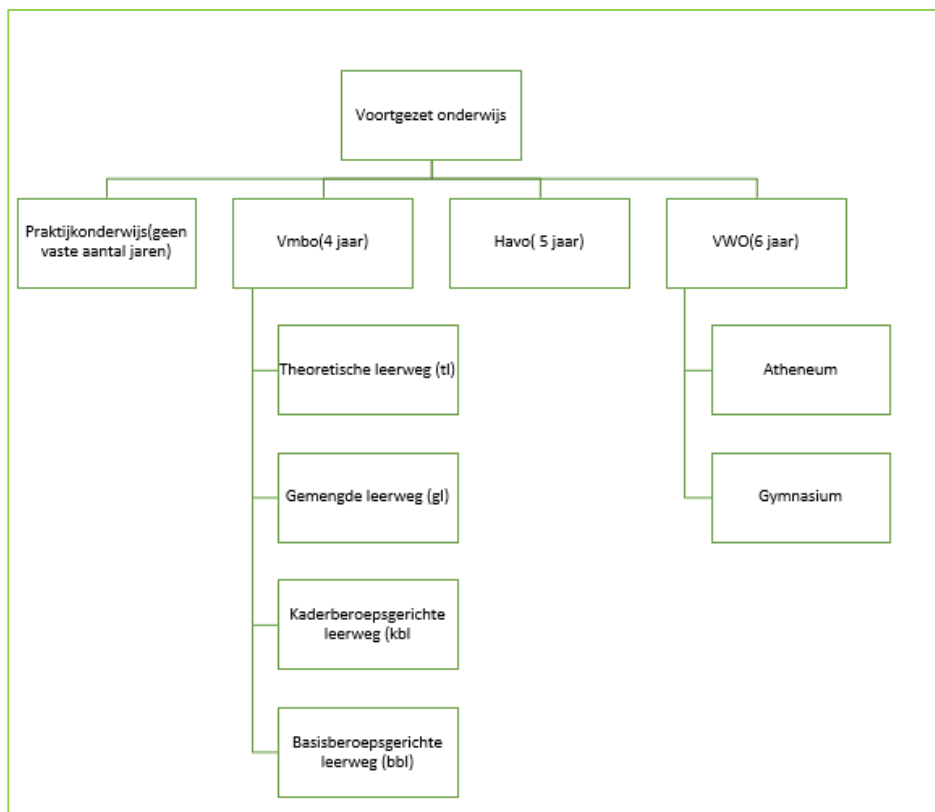 Voortgezet onderwijs
Praktijkonderwijs(geen
vaste aantal jaren)
Vmbo(4 jaar)
Havo( 5 jaar)
VWO(6 jaar)
Theoretische leerweg (tl)
Gemengde leerweg (gl)
Kaderberoepsgerichte
leerweg (kbl
Basisberoepsgerichte
leerweg (bbl)
Atheneum
Gymnasium